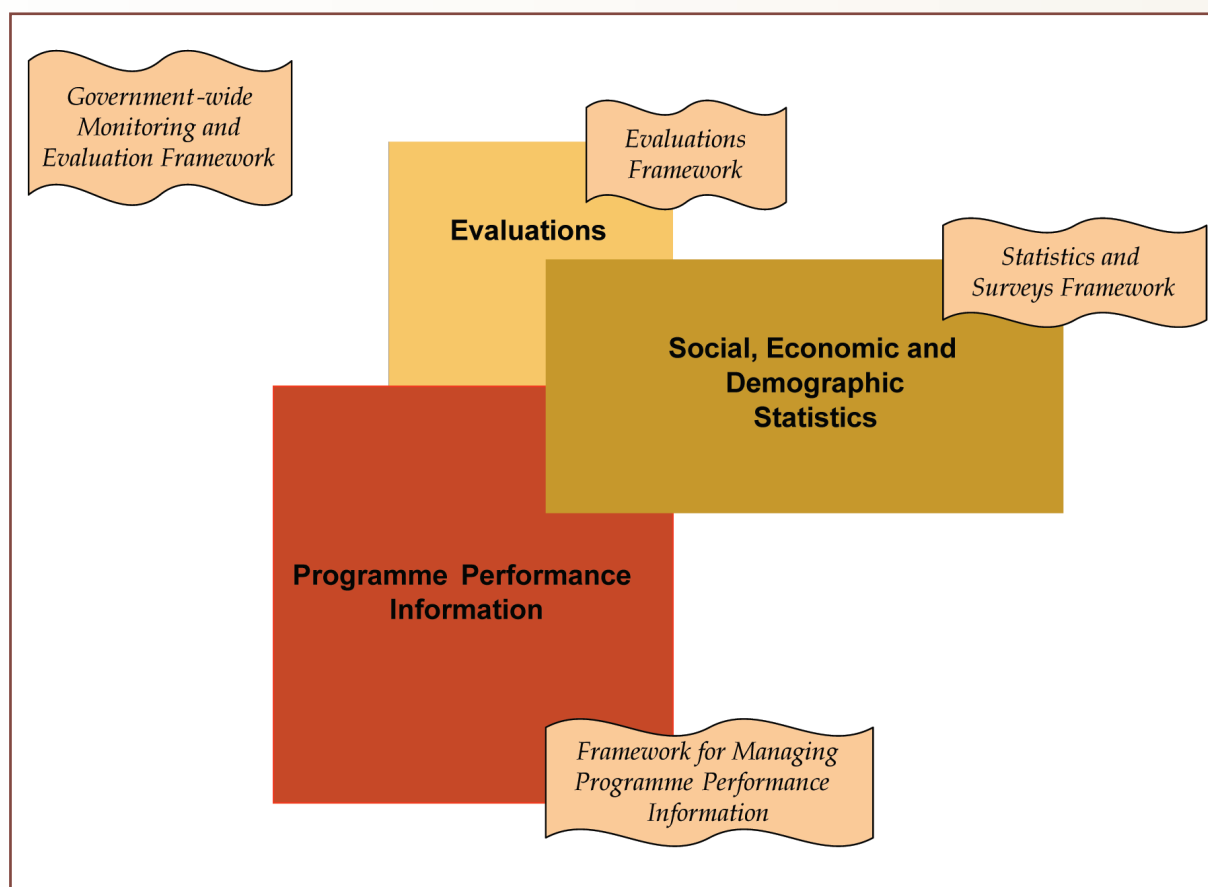 Government-wide
Monitoring and
Evaluation Framework
Evaluations
Framework
Evaluations
Statistics and
Surveys Framework
Social, Economic and
Demographic
Statistics
Programme Performance
Information
Framework for Managing
Programme Performance
Information